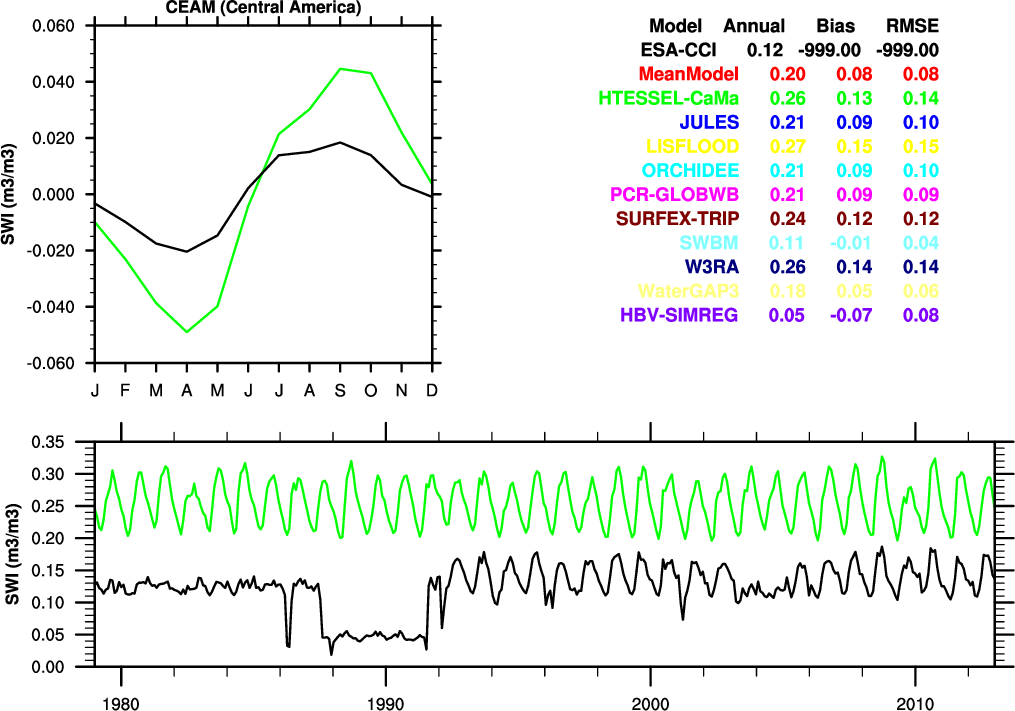 CEAM (Central America)
0.060
0.040
0.020
0.000
-0.020
-0.040
-0.060
SWI (m3/m3)
J F M A M J J A S O N D
Model Annual Bias RMSE
ESA-CCI 0.12 -999.00 -999.00
MeanModel 0.20 0.08 0.08
HTESSEL-CaMa 0.26 0.13 0.14
JULES 0.21 0.09 0.10
LISFLOOD 0.27 0.15 0.15
ORCHIDEE 0.21 0.09 0.10
PCR-GLOBWB 0.21 0.09 0.09
SURFEX-TRIP 0.24 0.12 0.12
SWBM 0.11 -0.01 0.04
W3RA 0.26 0.14 0.14
WaterGAP3 0.18 0.05 0.06
HBV-SIMREG 0.05 -0.07 0.08
0.35
0.30
0.25
0.20
0.15
0.10
0.05
0.00
SWI (m3/m3)
1980 1990 2000 2010